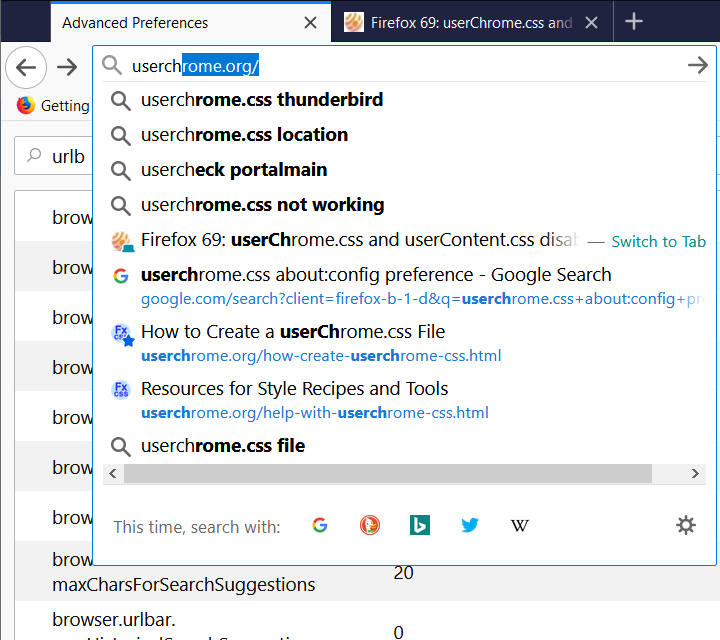 Advanced Preferences
Firefox 69: userChrome.css and
userchrome.org/
Getting
userchrome.css thunderbird
urlb
userchrome.css location
usercheck portalmain
userchrome.css not working
brow
Firefox 69: userChrome.css and userContent.css disab — Switch to Tab
brow
userchrome.css about:config preference - Google Search
google.com/search?client=firefox-b-1-d&q=userchrome.css+about:config+pre
brow
How to Create a userChrome.css File
userchrome.org/how-create-userchrome-css.html
brow
Resources for Style Recipes and Tools
userchrome.org/help-with-userchrome-css.html
brow
userchrome.css file
brow
This time, search with:
W
brow
brow
maxCharsForSearchSuggestions
20
browser.urlbar.
0